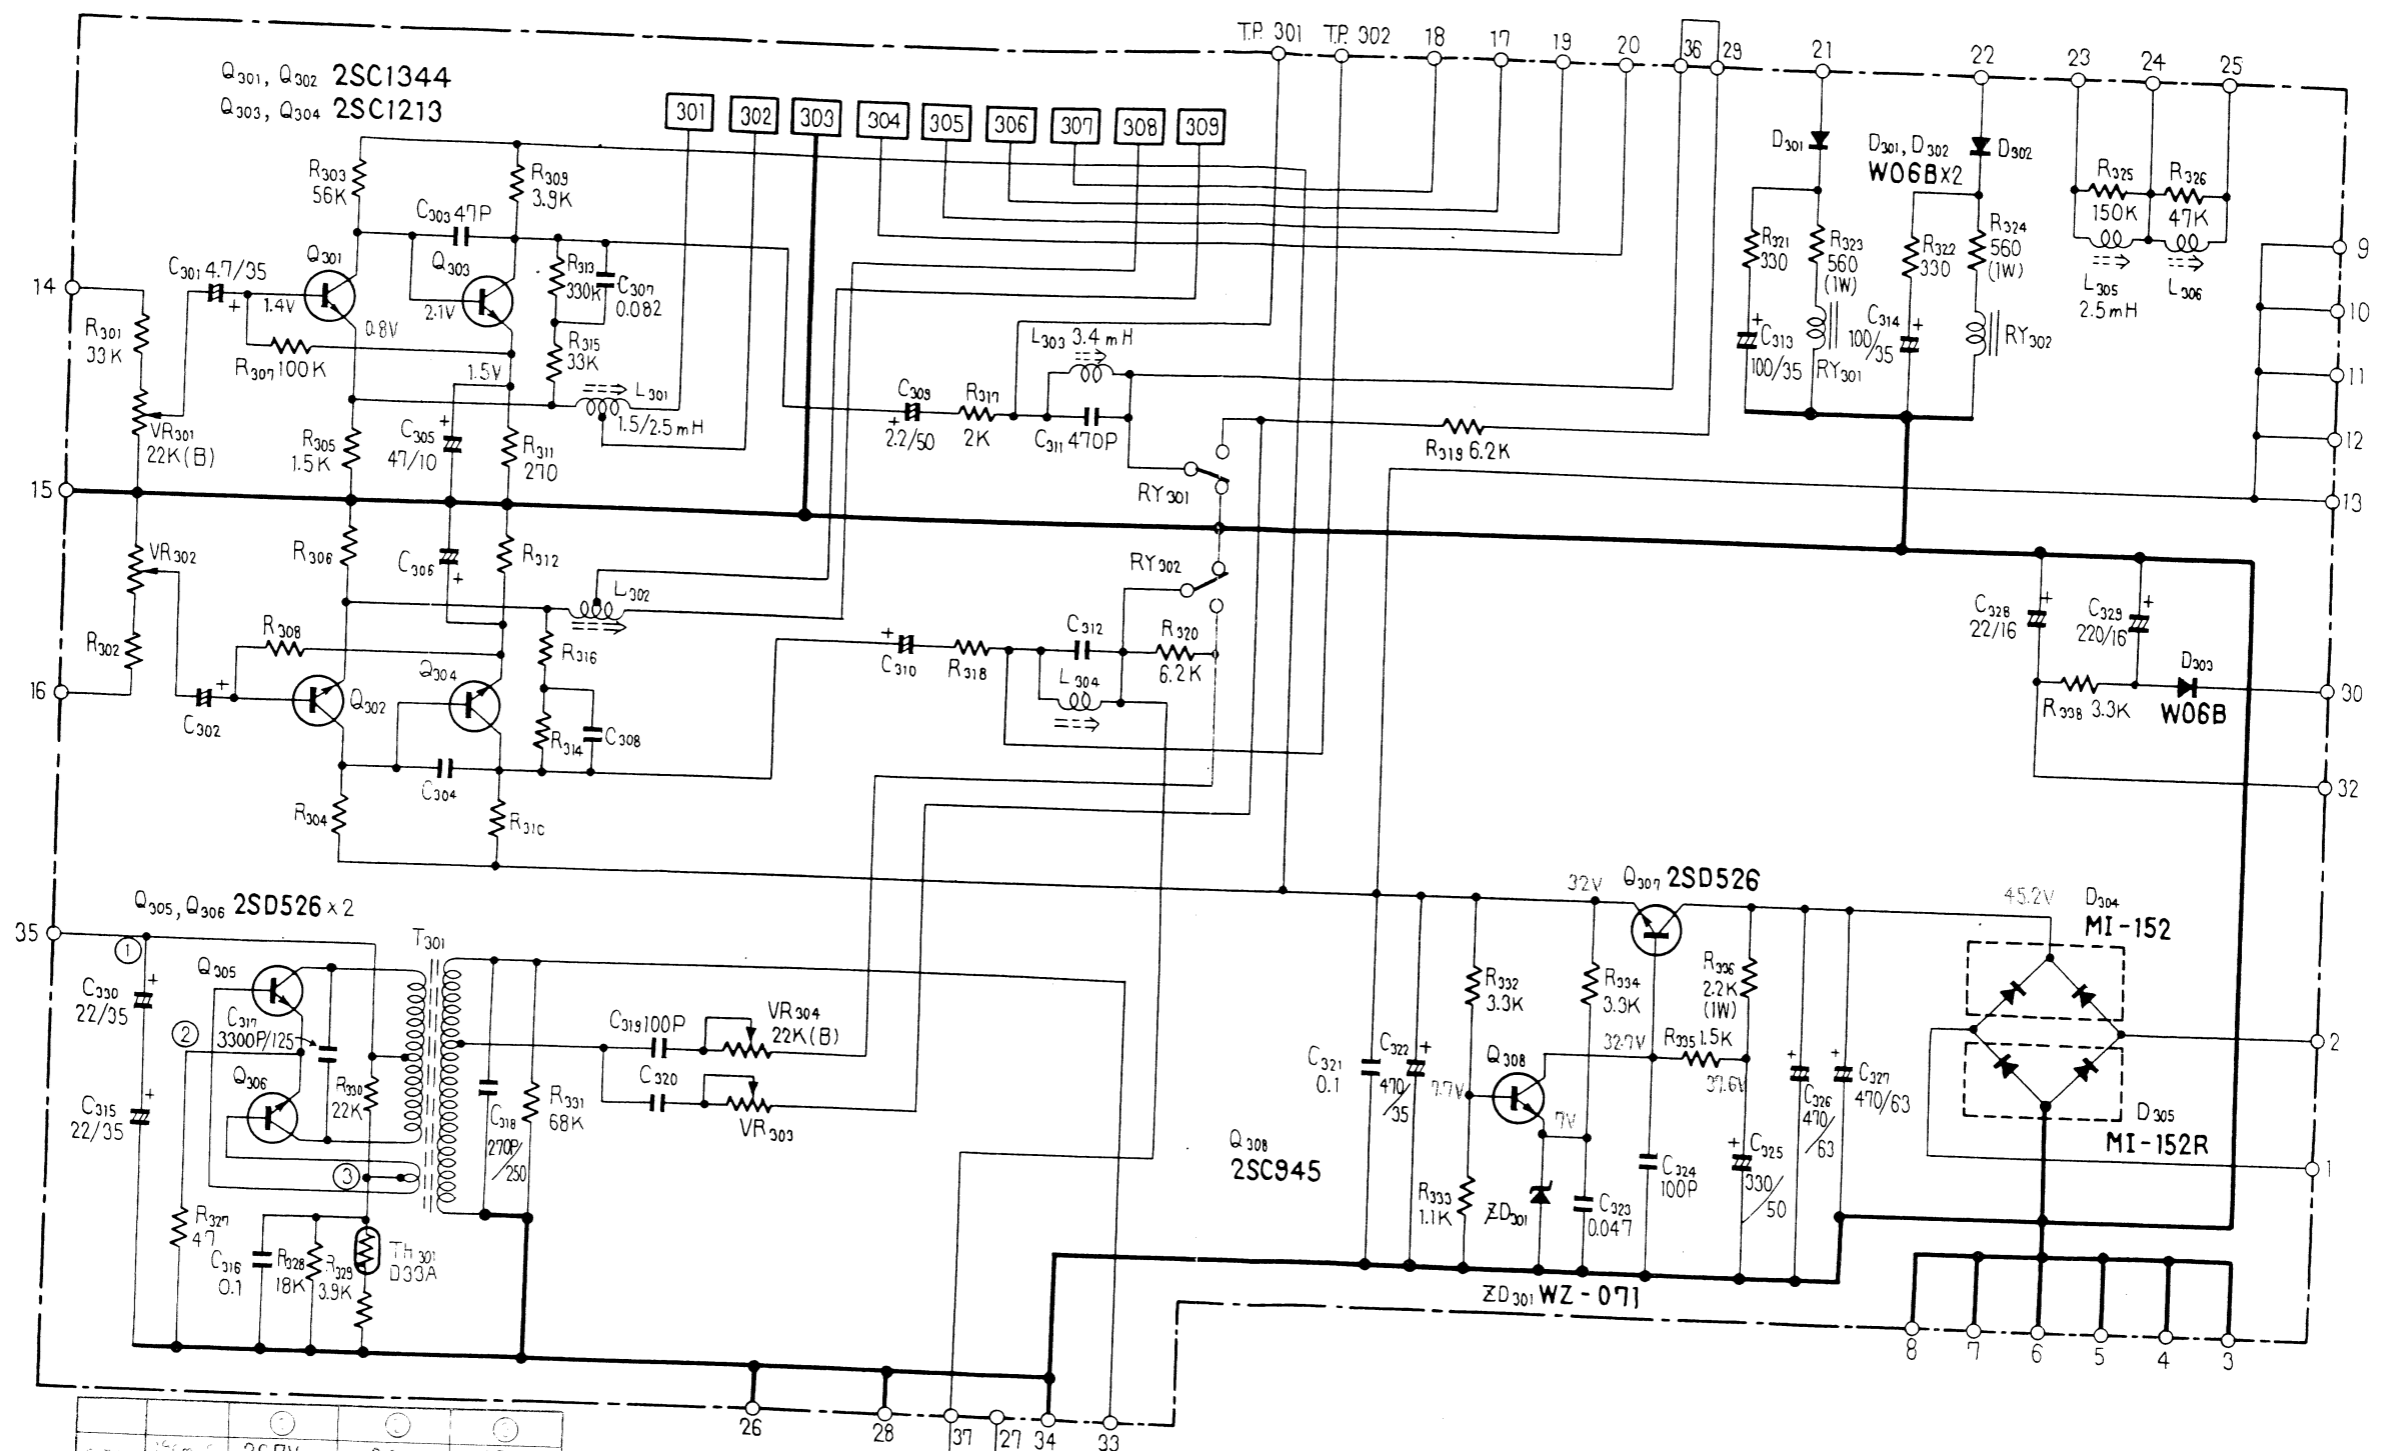 T.P. 301 T.P. 302 18 17 19 20 36 29 21 22 23 24 25
Q301, Q302 2SC1344
Q303, Q304 2SC1213
301 302 303 304 305 306 307 308 309
R303
56K
R309
3.9K
C303 47P
Q301
Q303
C301 4.7/35
1.4V
2.1V
0.8V
14
R301
33K
R307 100K
1.5V
R313
330K
C307
0.082
R315
33K
L301
1.5/2.5mH
VR301
22K(B)
R305
1.5K
C305
47/10
R311
270
C309
2.2/50
R317
2K
L303 3.4mH
C311 470P
RY301
R319 6.2K
D301
D301, D302
W06B×2
D302
R321
330
R323
560
(1W)
C313
100/35
RY301
R322
330
R324
560
(1W)
C314
100/35
RY302
R325
150K
R326
47K
L305
2.5mH
L306
9
10
11
12
13
15
VR302
R306
C306
R312
L302
RY302
R302
R308
Q304
R316
C310
R318
C312
R320
6.2K
L304
16
C302
Q302
R314
C308
C304
R304
R310
C328
22/16
C329
220/16
D303
R338 3.3K
W06B
30
32
Q305, Q306 2SD526×2
35
①
T301
Q305
C330
22/35
②
C317
3300P/125
Q306
R330
22K
C315
22/35
③
C318
270P/250
R331
68K
C319 100P
VR304
22K(B)
C320
VR303
R327
47
C316
0.1
R328
18K
R329
3.9K
Th301
D33A
32V
Q307 2SD526
45.2V
D304
MI-152
R332
3.3K
R334
3.3K
R336
2.2K
(1W)
32.7V
R335 1.5K
37.6V
C321
0.1
C322
470/35
7.7V
Q308
7V
C326
470/63
C327
470/63
2
D305
MI-152R
1
Q308
2SC945
R333
1.1K
ZD301
C323
0.047
C324
100P
C325
330/50
ZD301 WZ-071
8 7 6 5 4 3
26 28 37 27 34 33